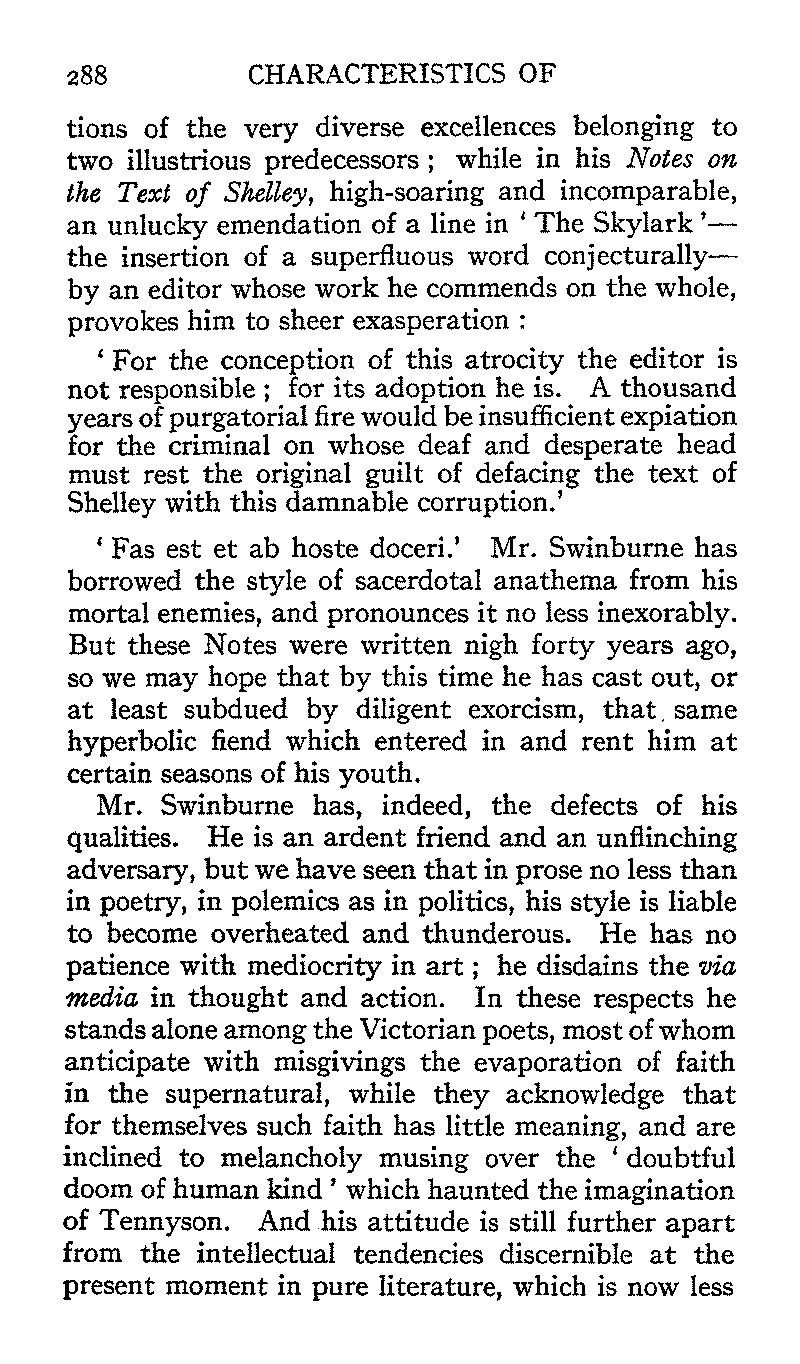 288 CHARACTERISTICS OF
tions of the very diverse excellences belonging to
two illustrious predecessors ; while in his Notes on
the Text of Shelley, high-soaring and incomparable,
an unlucky emendation of a line in ‘ The Skylark ’—
the insertion of a superfluous word conjecturally—
by an editor whose work he commends on the whole,
provokes him to sheer exasperation :
‘ For the conception of this atrocity the editor is
not responsible ; for its adoption he is. A thousand
years of purgatorial fire would be insufficient expiation
for the criminal on whose deaf and desperate head
must rest the original guilt of defacing the text of
Shelley with this damnable corruption.’
‘ Fas est et ab hoste doceri.’ Mr. Swinburne has
borrowed the style of sacerdotal anathema from his
mortal enemies, and pronounces it no less inexorably.
But these Notes were written nigh forty years ago,
so we may hope that by this time he has cast out, or
at least subdued by diligent exorcism, that same
hyperbolic fiend which entered in and rent him at
certain seasons of his youth.
Mr. Swinburne has, indeed, the defects of his
qualities. He is an ardent friend and an unflinching
adversary, but we have seen that in prose no less than
in poetry, in polemics as in politics, his style is liable
to become overheated and thunderous. He has no
patience with mediocrity in art ; he disdains the via
media in thought and action. In these respects he
stands alone among the Victorian poets, most of whom
anticipate with misgivings the evaporation of faith
in the supernatural, while they acknowledge that
for themselves such faith has little meaning, and are
inclined to melancholy musing over the ‘ doubtful
doom of human kind ’ which haunted the imagination
of Tennyson. And his attitude is still further apart
from the intellectual tendencies discernible at the
present moment in pure literature, which is now less